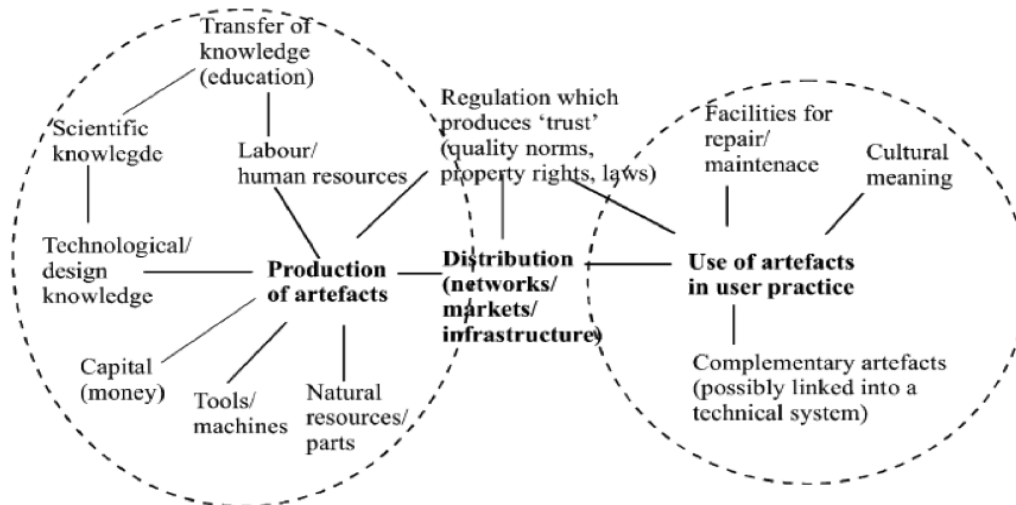 Transfer of
knowledge
(education)
Scientific
knowlegde
Labour/
human resources
Technological/
design
knowledge
Production
of artefacts
Capital
(money)
Tools/
machines
Natural
resources/
parts
Regulation which
produces ‘trust’
(quality norms,
property rights, laws)
Distribution
(networks/
markets/
infrastructure)
Facilities for
repair/
maintenace
Cultural
meaning
Use of artefacts
in user practice
Complementary artefacts
(possibly linked into a
technical system)